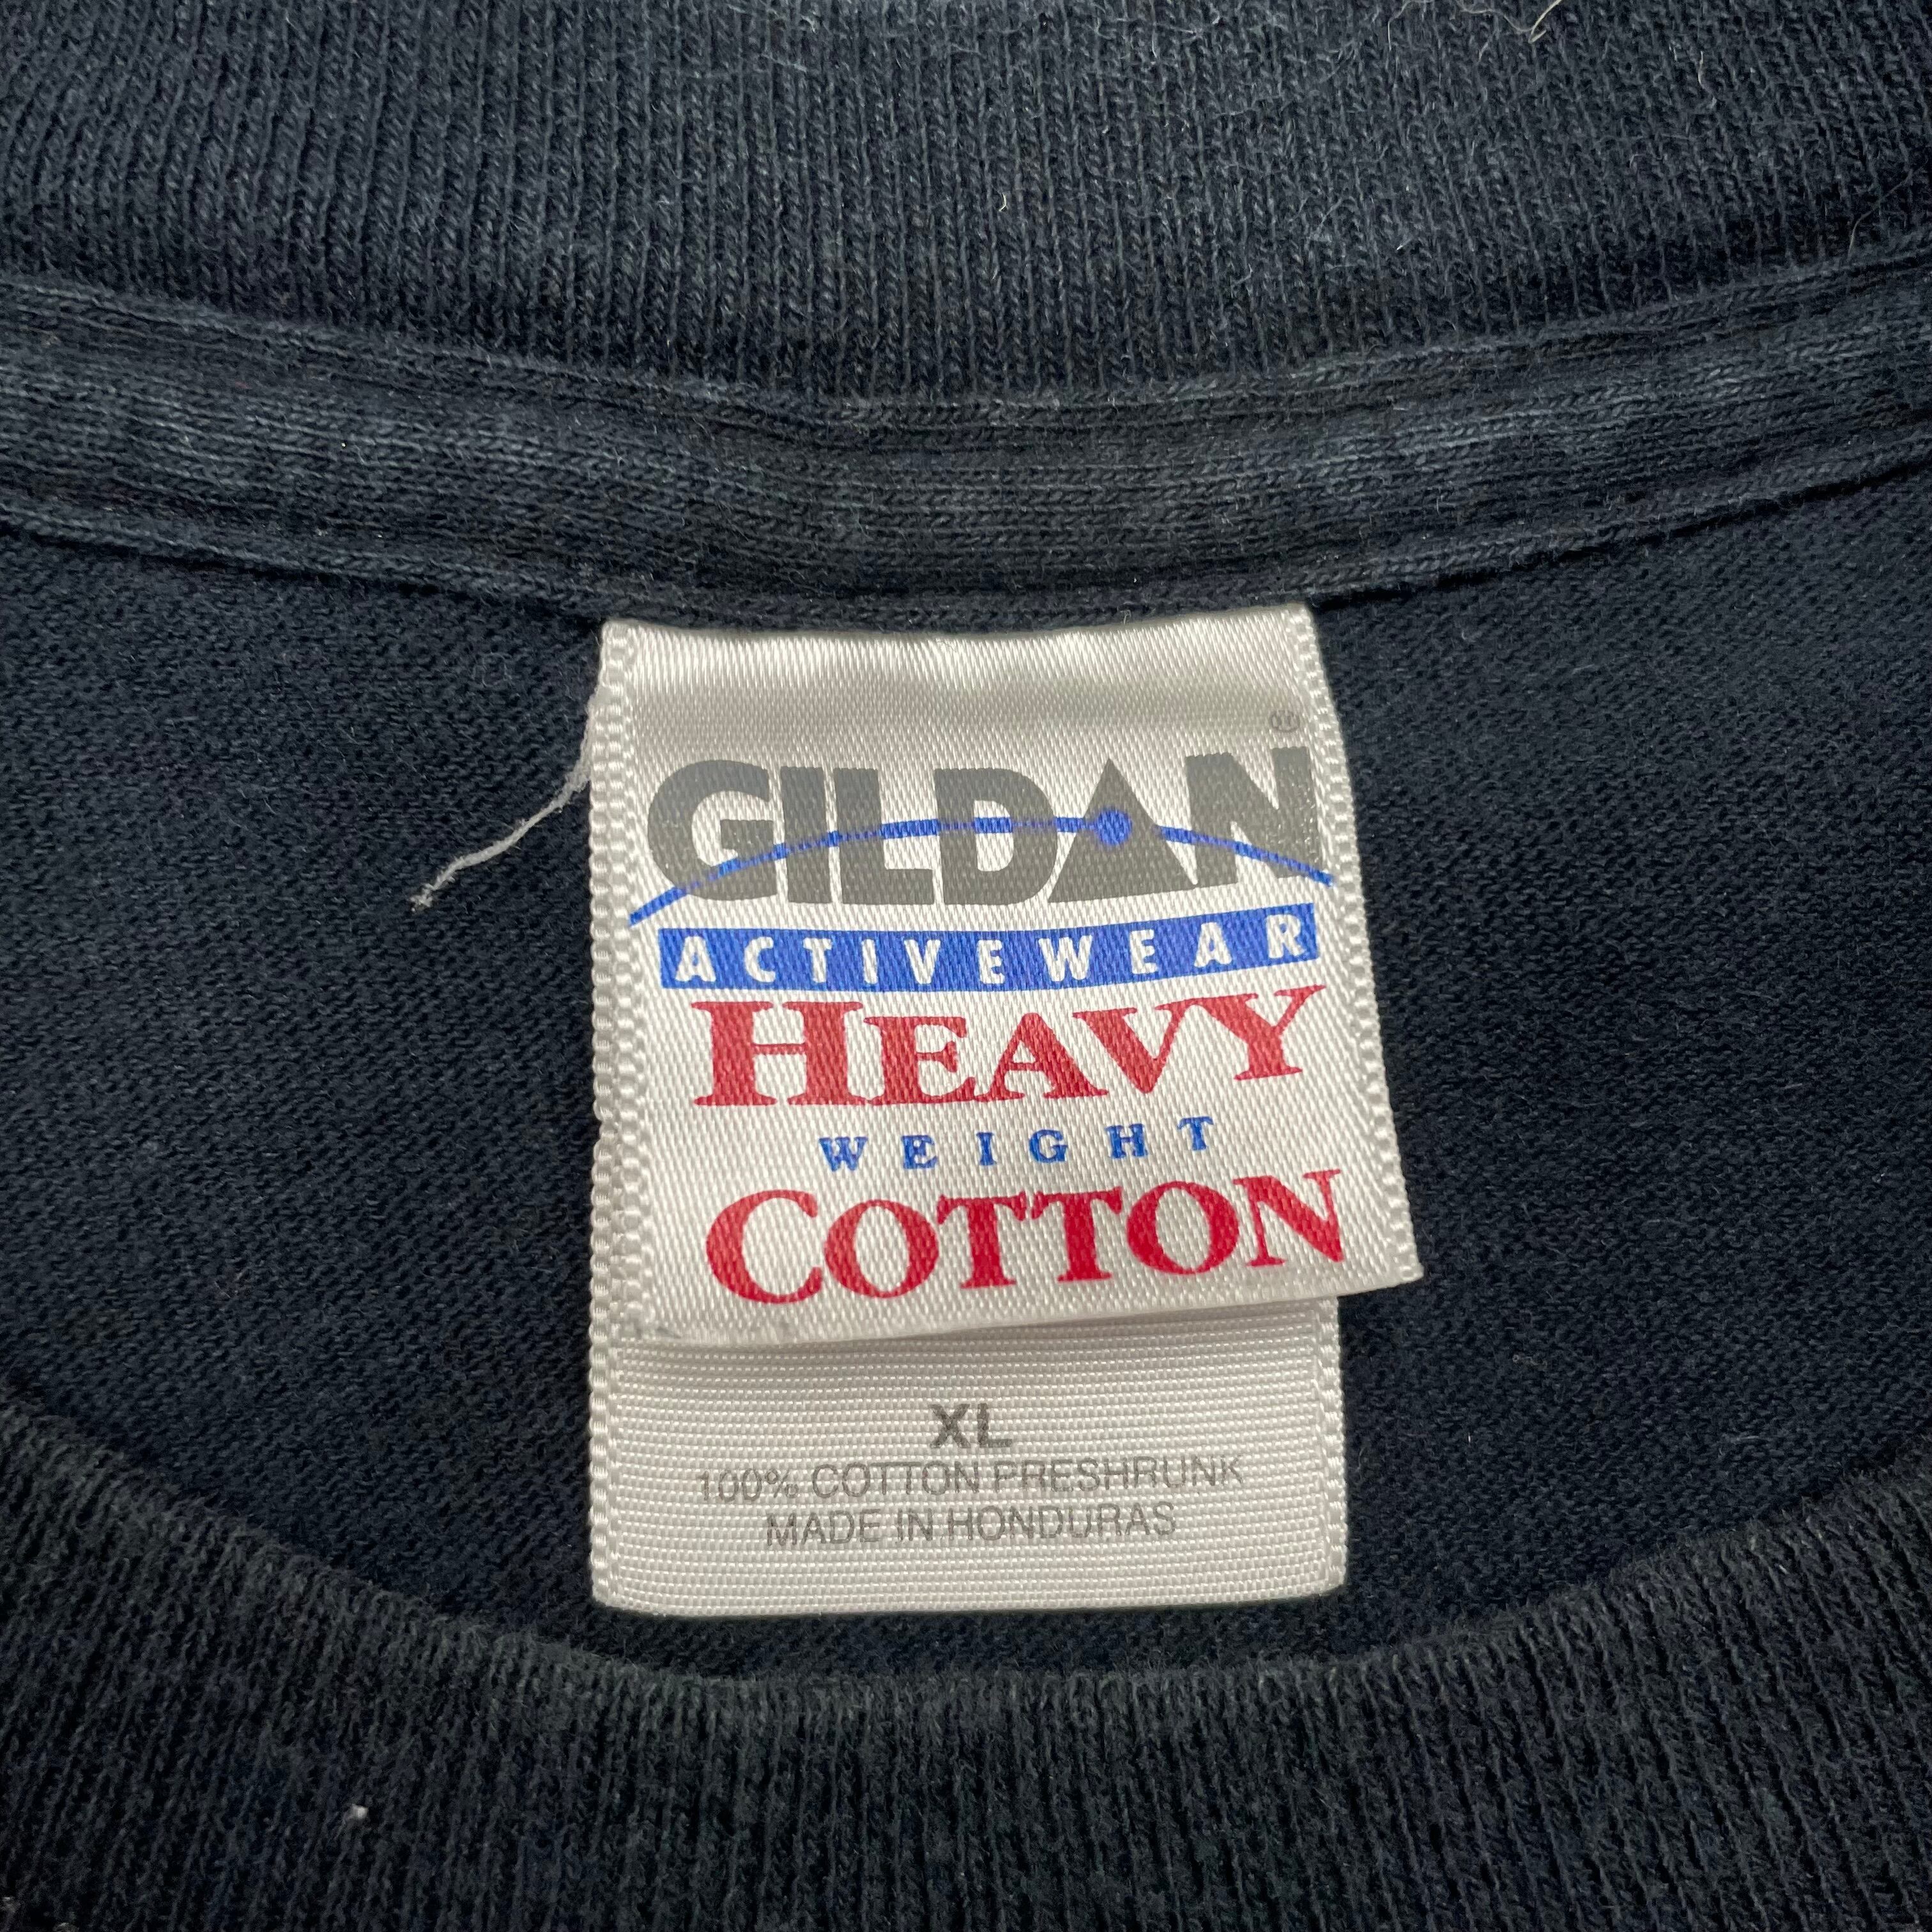 GILDAN®
ACTIVEWEAR
HEAVY
WEIGHT
COTTON
XL
100% COTTON PRESHRUNK
MADE IN HONDURAS